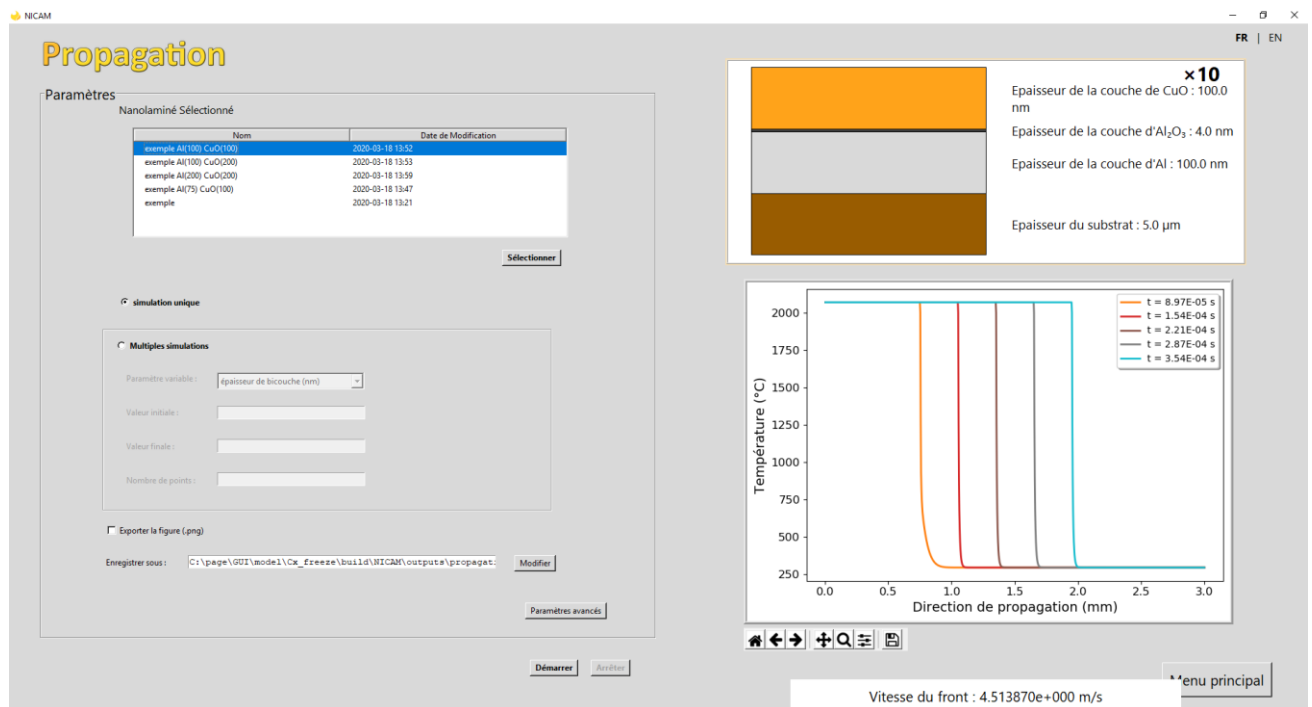 NICAM
FR | EN
Propagation
Paramètres
Nanolaminé Sélectionné
Nom Date de Modification
exemple Al(100) CuO(100) 2020-03-18 13:52
exemple Al(100) CuO(200) 2020-03-18 13:53
exemple Al(200) CuO(200) 2020-03-18 13:59
exemple Al(75) CuO(100) 2020-03-18 13:47
exemple 2020-03-18 13:21
Sélectionner
simulation unique
Multiples simulations
Paramètre variable :
épaisseur de bicouche (nm)
Valeur initiale :
Valeur finale :
Nombre de points :
Exporter la figure (.png)
Enregistrer sous : C:\page\GUI\model\Cx_freeze\build\NICAM\outputs\propagat: Modifier
Paramètres avancés
Démarrer Arrêter
×10
Epaisseur de la couche de CuO : 100.0
nm
Epaisseur de la couche d'Al₂O₃ : 4.0 nm
Epaisseur de la couche d'Al : 100.0 nm
Epaisseur du substrat : 5.0 µm
t = 8.97E-05 s
t = 1.54E-04 s
t = 2.21E-04 s
t = 2.87E-04 s
t = 3.54E-04 s
Température (°C)
2000
1750
1500
1250
1000
750
500
250
0.0 0.5 1.0 1.5 2.0 2.5 3.0
Direction de propagation (mm)
Menu principal
Vitesse du front : 4.513870e+000 m/s